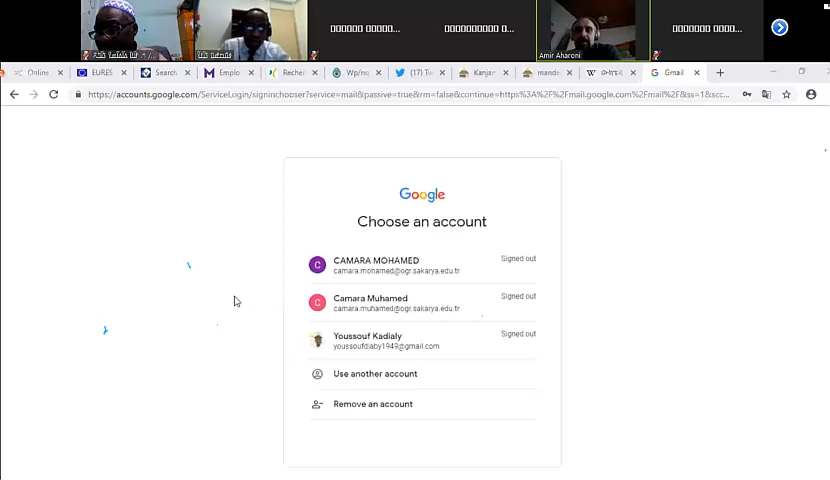 Amir Aharoni
Online
EURES
Search
Emplo
Recher
Wp/nq
(17) Tw
Kanjam
mande
Gmail
https://accounts.google.com/ServiceLogin/signinchooser?service=mail&passive=true&rm=false&continue=https%3A%2F%2Fmail.google.com%2Fmail%2F&ss=1&scc...
Google
Choose an account
C CAMARA MOHAMED Signed out
camara.mohamed@ogr.sakarya.edu.tr
C Camara Muhamed Signed out
camara.muhamed@ogr.sakarya.edu.tr
Youssouf Kadialy Signed out
youssoufdiaby1949@gmail.com
Use another account
Remove an account